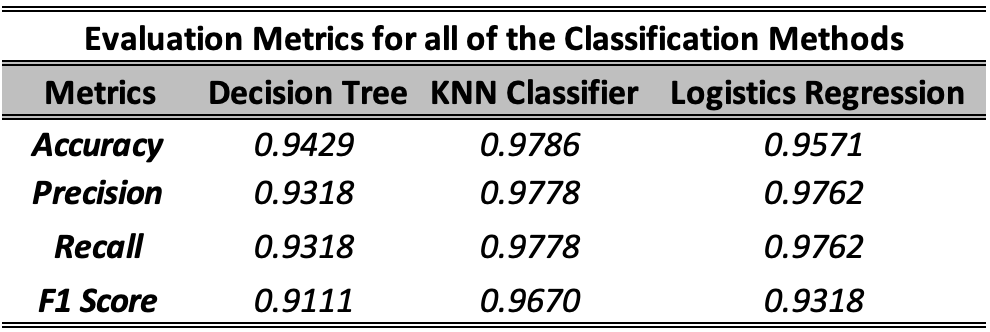 Evaluation Metrics for all of the Classification Methods
Metrics Decision Tree KNN Classifier Logistics Regression
Accuracy 0.9429 0.9786 0.9571
Precision 0.9318 0.9778 0.9762
Recall 0.9318 0.9778 0.9762
F1 Score 0.9111 0.9670 0.9318